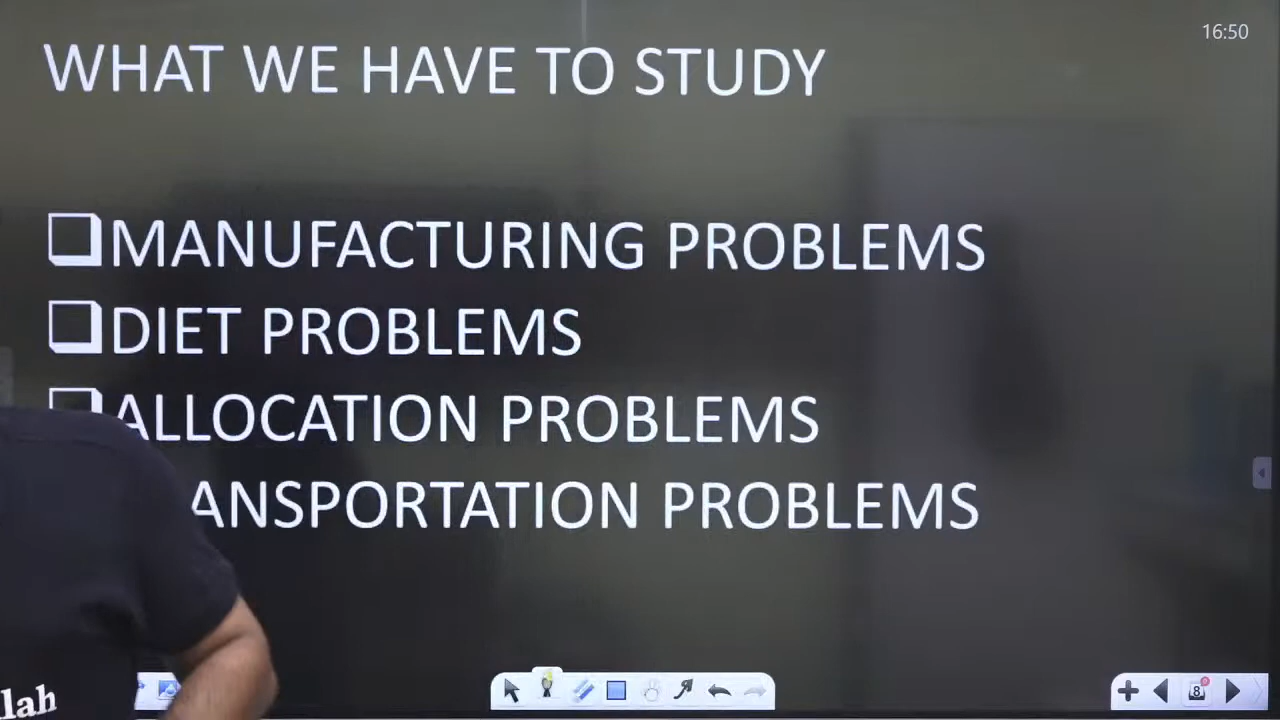 16:50
WHAT WE HAVE TO STUDY
MANUFACTURING PROBLEMS
DIET PROBLEMS
ALLOCATION PROBLEMS
ANSPORTATION PROBLEMS
lah
8